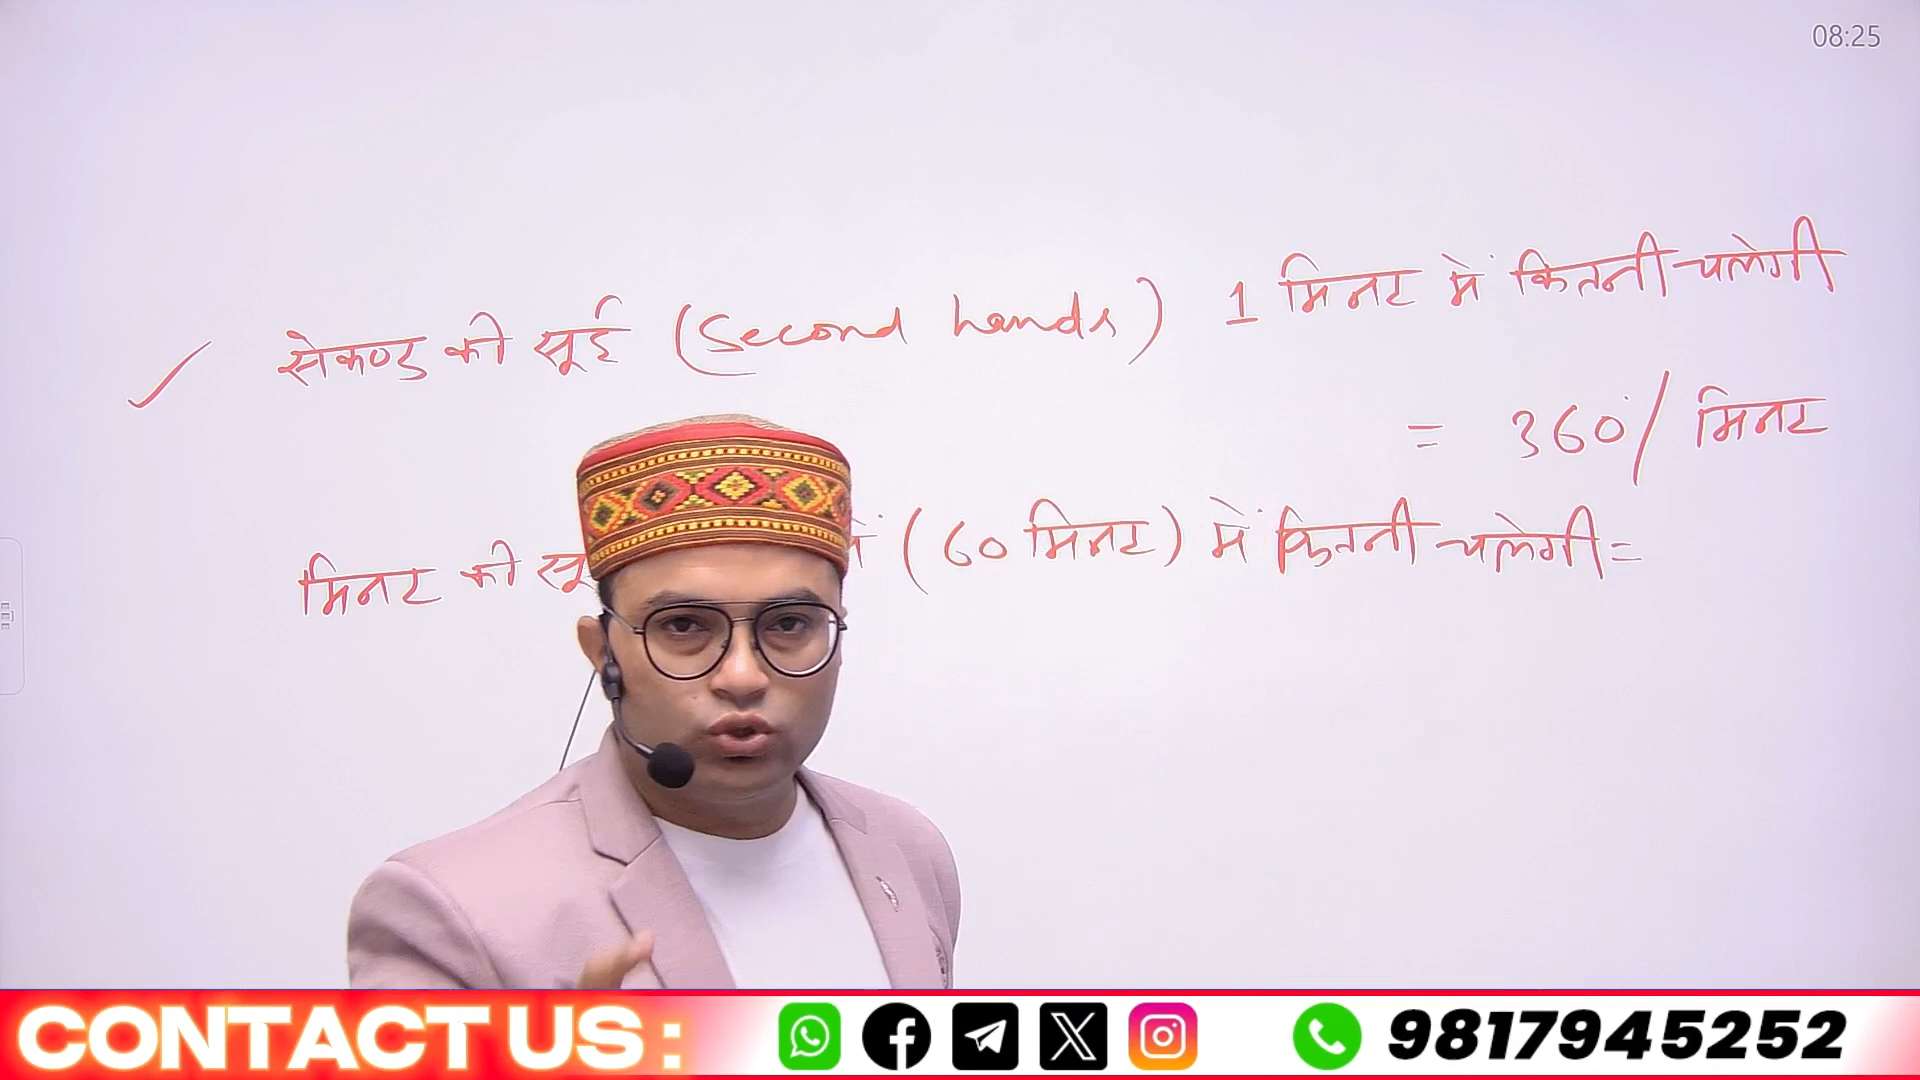 08:25
सेकण्ड की सूई (Second hands) 1 मिनट में कितनी चलेगी
= 360°/मिनट
मिनट की (60 मिनट) में कितनी चलेगी =
CONTACT US :
9817945252